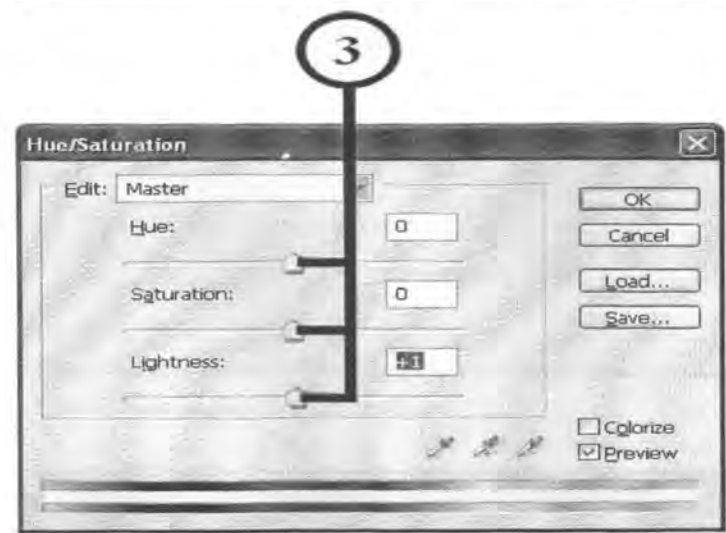 3
Hue/Saturation
Edit: Master
Hue: 0
Saturation: 0
Lightness: +1
OK
Cancel
Load...
Save...
Colorize
Preview